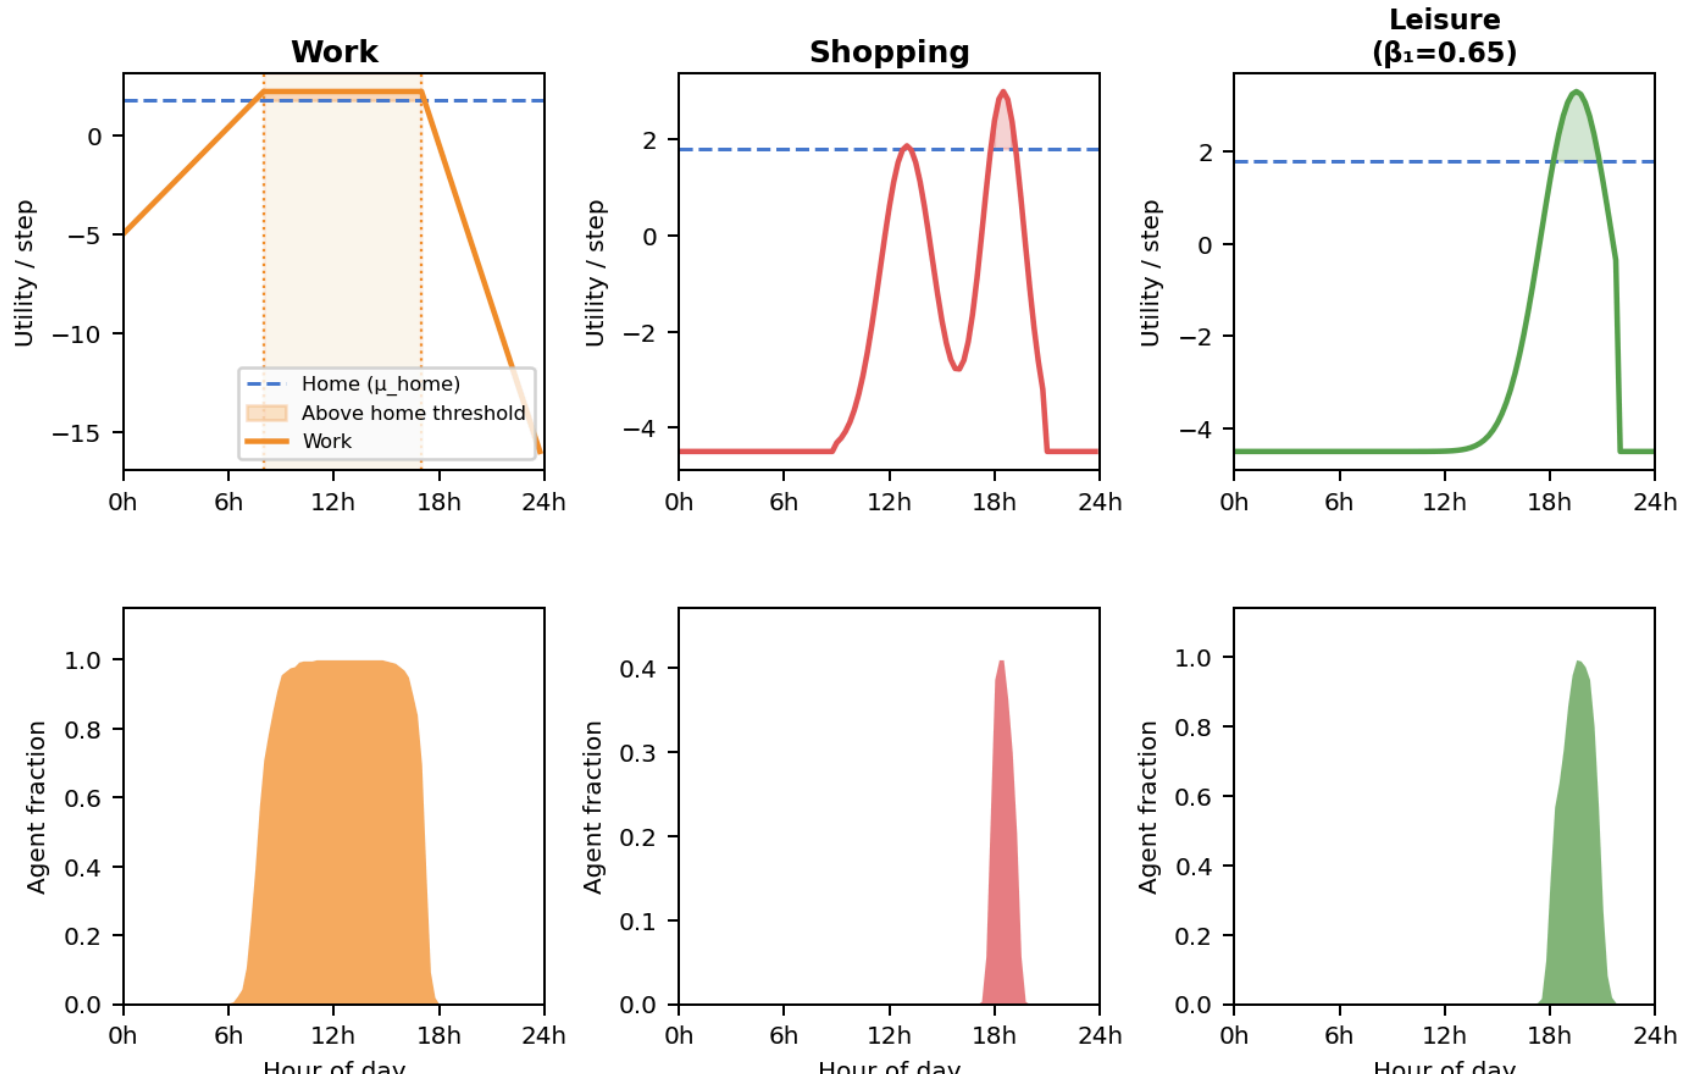 Work
Utility / step
0
−5
−10
−15
Home (μ_home)
Above home threshold
Work
0h 6h 12h 18h 24h
Shopping
Utility / step
2
0
−2
−4
0h 6h 12h 18h 24h
Leisure
(β₁=0.65)
Utility / step
2
0
−2
−4
0h 6h 12h 18h 24h
Agent fraction
1.0
0.8
0.6
0.4
0.2
0.0
0h 6h 12h 18h 24h
Hour of day
Agent fraction
0.4
0.3
0.2
0.1
0.0
0h 6h 12h 18h 24h
Hour of day
Agent fraction
1.0
0.8
0.6
0.4
0.2
0.0
0h 6h 12h 18h 24h
Hour of day